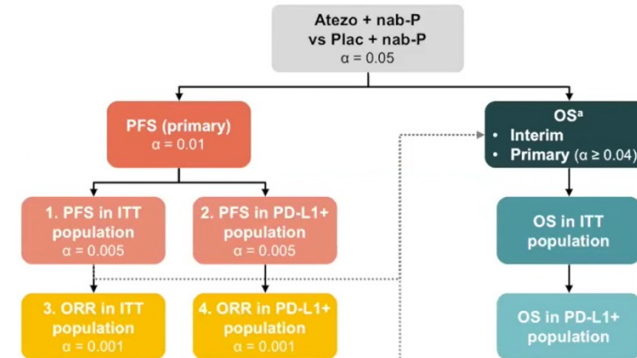 Atezo + nab-P
vs Plac + nab-P
α = 0.05
PFS (primary)
α = 0.01
OSᵃ
• Interim
• Primary (α ≥ 0.04)
1. PFS in ITT
population
α = 0.005
2. PFS in PD-L1+
population
α = 0.005
OS in ITT
population
3. ORR in ITT
population
α = 0.001
4. ORR in PD-L1+
population
α = 0.001
OS in PD-L1+
population